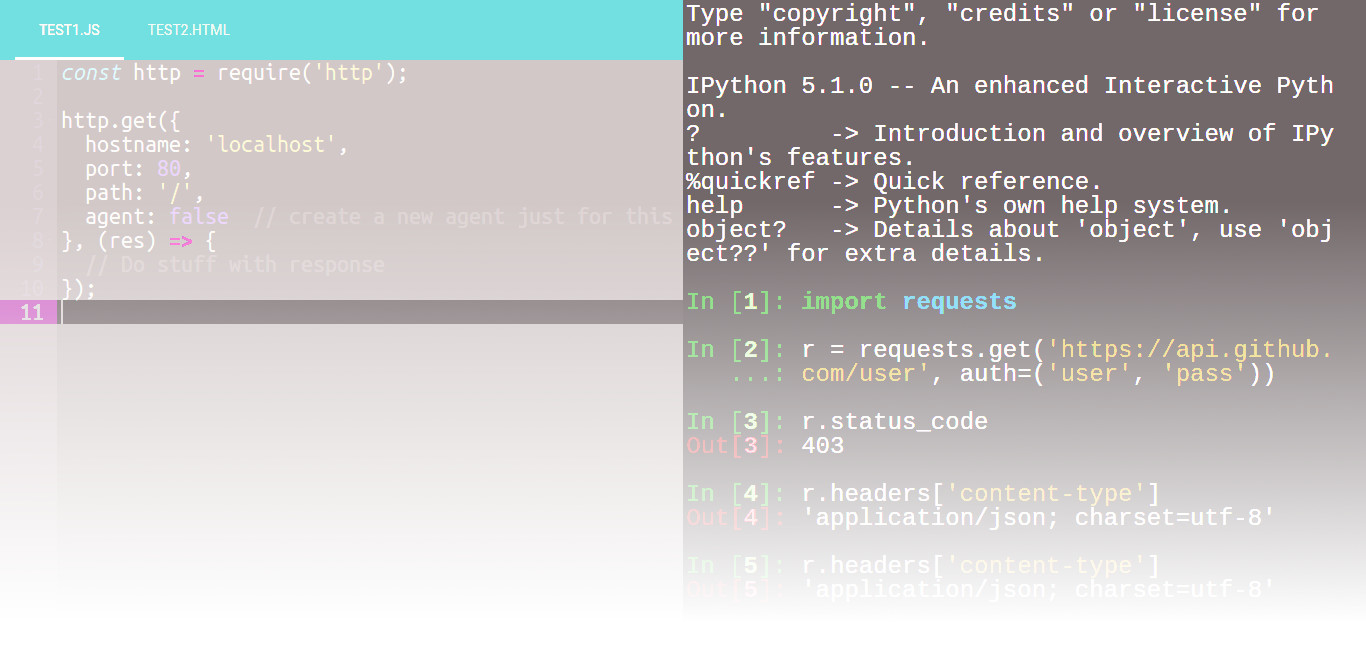 TEST1.JS TEST2.HTML
1 const http = require('http');
2
3 http.get({
4 hostname: 'localhost',
5 port: 80,
6 path: '/',
7 agent: false // create a new agent just for this
8 }, (res) => {
9 // Do stuff with response
10 });
11
Type "copyright", "credits" or "license" for
more information.
IPython 5.1.0 -- An enhanced Interactive Pyth
on.
? -> Introduction and overview of IPy
thon's features.
%quickref -> Quick reference.
help -> Python's own help system.
object? -> Details about 'object', use 'obj
ect??' for extra details.
In [1]: import requests
In [2]: r = requests.get('https://api.github.
...: com/user', auth=('user', 'pass'))
In [3]: r.status_code
Out[3]: 403
In [4]: r.headers['content-type']
Out[4]: 'application/json; charset=utf-8'
In [5]: r.headers['content-type']
Out[5]: 'application/json; charset=utf-8'